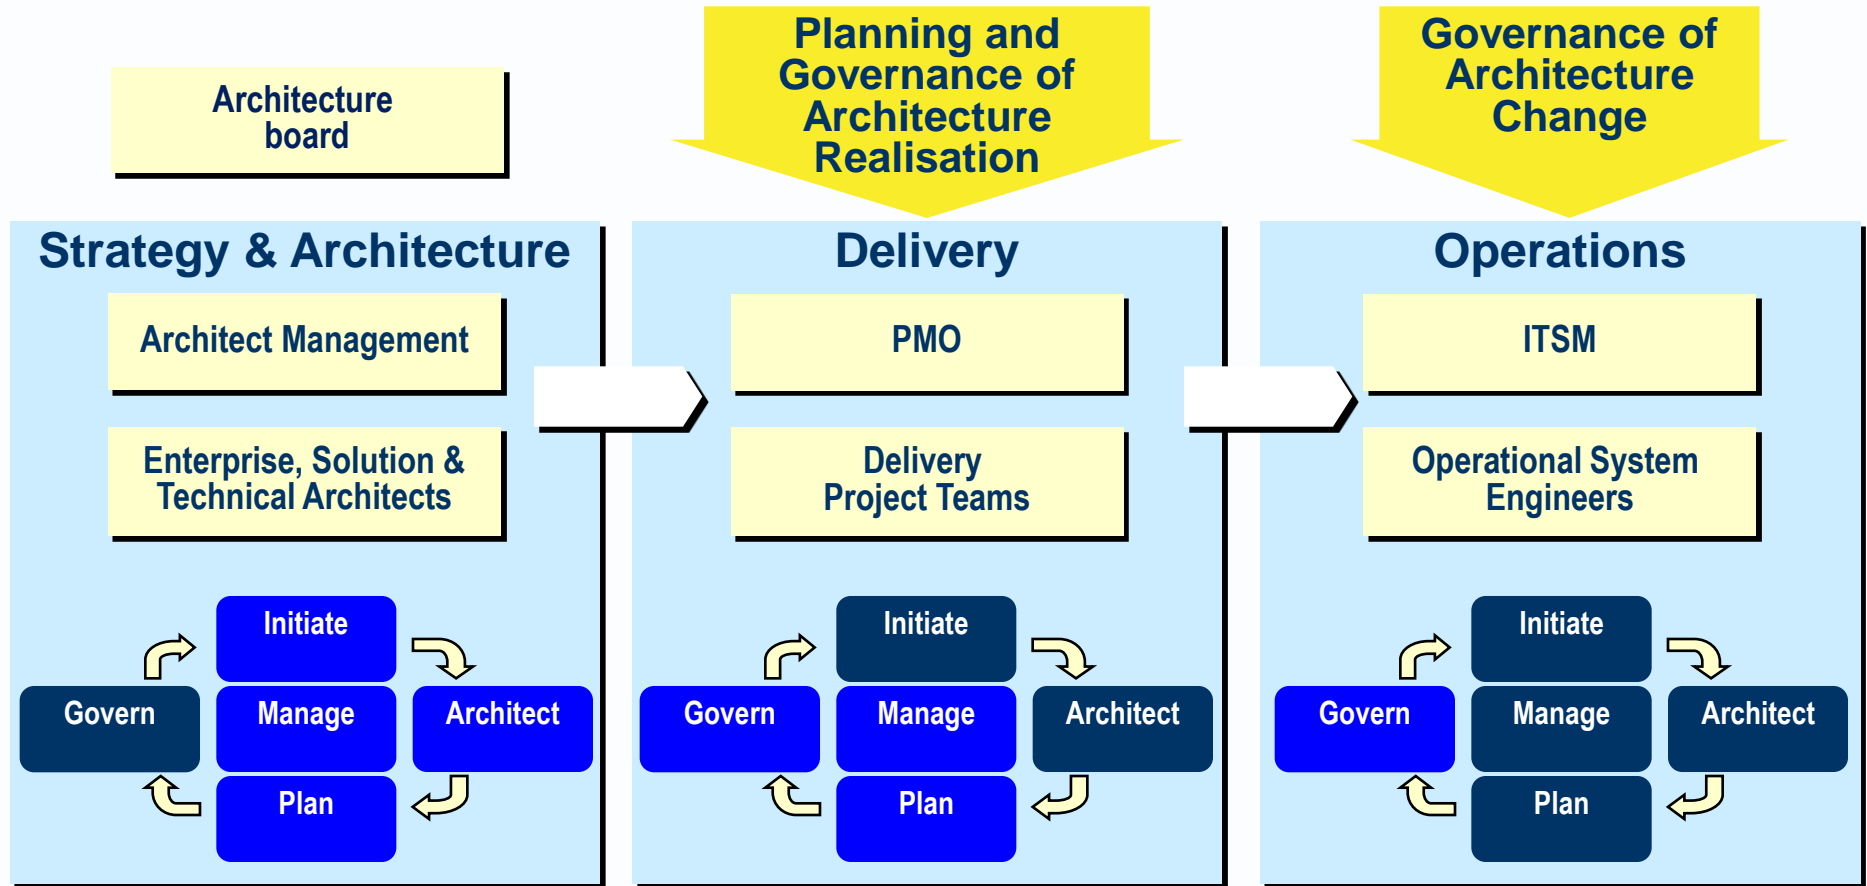 Architecture
board
Planning and
Governance of
Architecture
Realisation
Governance of
Architecture
Change
Strategy & Architecture
Architect Management
Enterprise, Solution &
Technical Architects
Initiate
Govern
Manage
Architect
Plan
Delivery
PMO
Delivery
Project Teams
Initiate
Govern
Manage
Architect
Plan
Operations
ITSM
Operational System
Engineers
Initiate
Govern
Manage
Architect
Plan